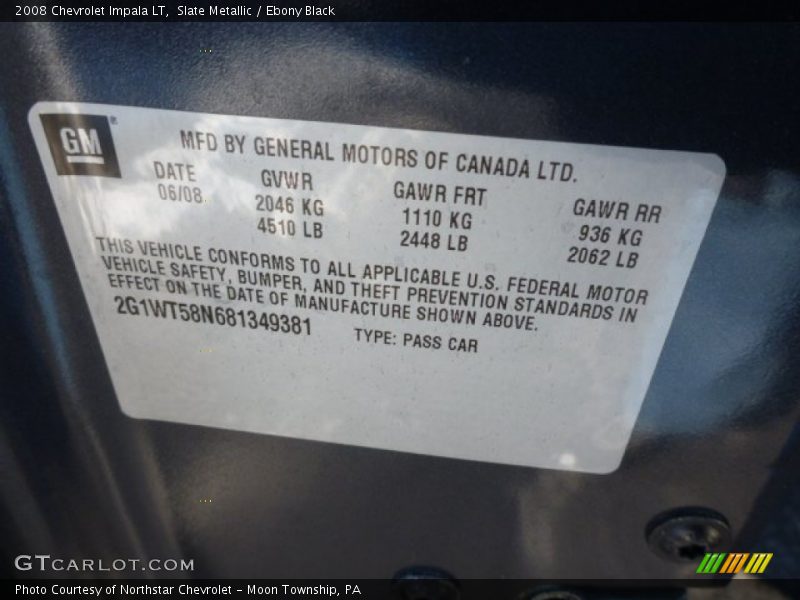 2008 Chevrolet Impala LT,  Slate Metallic / Ebony Black
GM®
MFD BY GENERAL MOTORS OF CANADA LTD.
DATE GVWR GAWR FRT GAWR RR
06/08 2046 KG 1110 KG 936 KG
4510 LB 2448 LB 2062 LB
THIS VEHICLE CONFORMS TO ALL APPLICABLE U.S. FEDERAL MOTOR
VEHICLE SAFETY, BUMPER, AND THEFT PREVENTION STANDARDS IN
EFFECT ON THE DATE OF MANUFACTURE SHOWN ABOVE.
2G1WT58N681349381 TYPE: PASS CAR
GTCARLOT.COM
Photo Courtesy of Northstar Chevrolet - Moon Township, PA